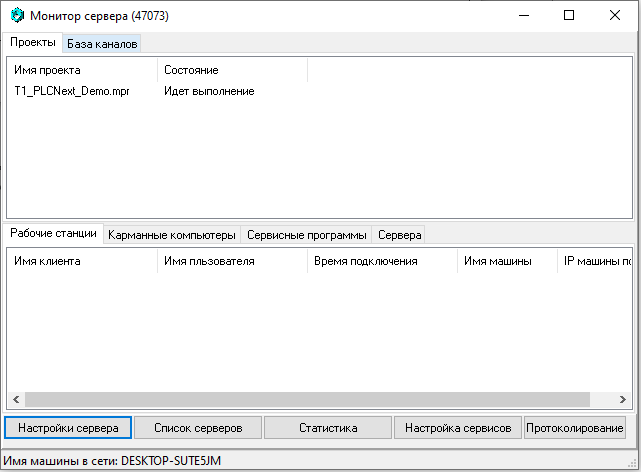 Монитор сервера (47073)
Проекты База каналов
Имя проекта Состояние
T1_PLCNext_Demo.mpr Идет выполнение
Рабочие станции Карманные компьютеры Сервисные программы Сервера
Имя клиента Имя пльзователя Время подключения Имя машины IP машины пс
Настройки сервера Список серверов Статистика Настройка сервисов Протоколирование
Имя машины в сети: DESKTOP-SUTE5JM